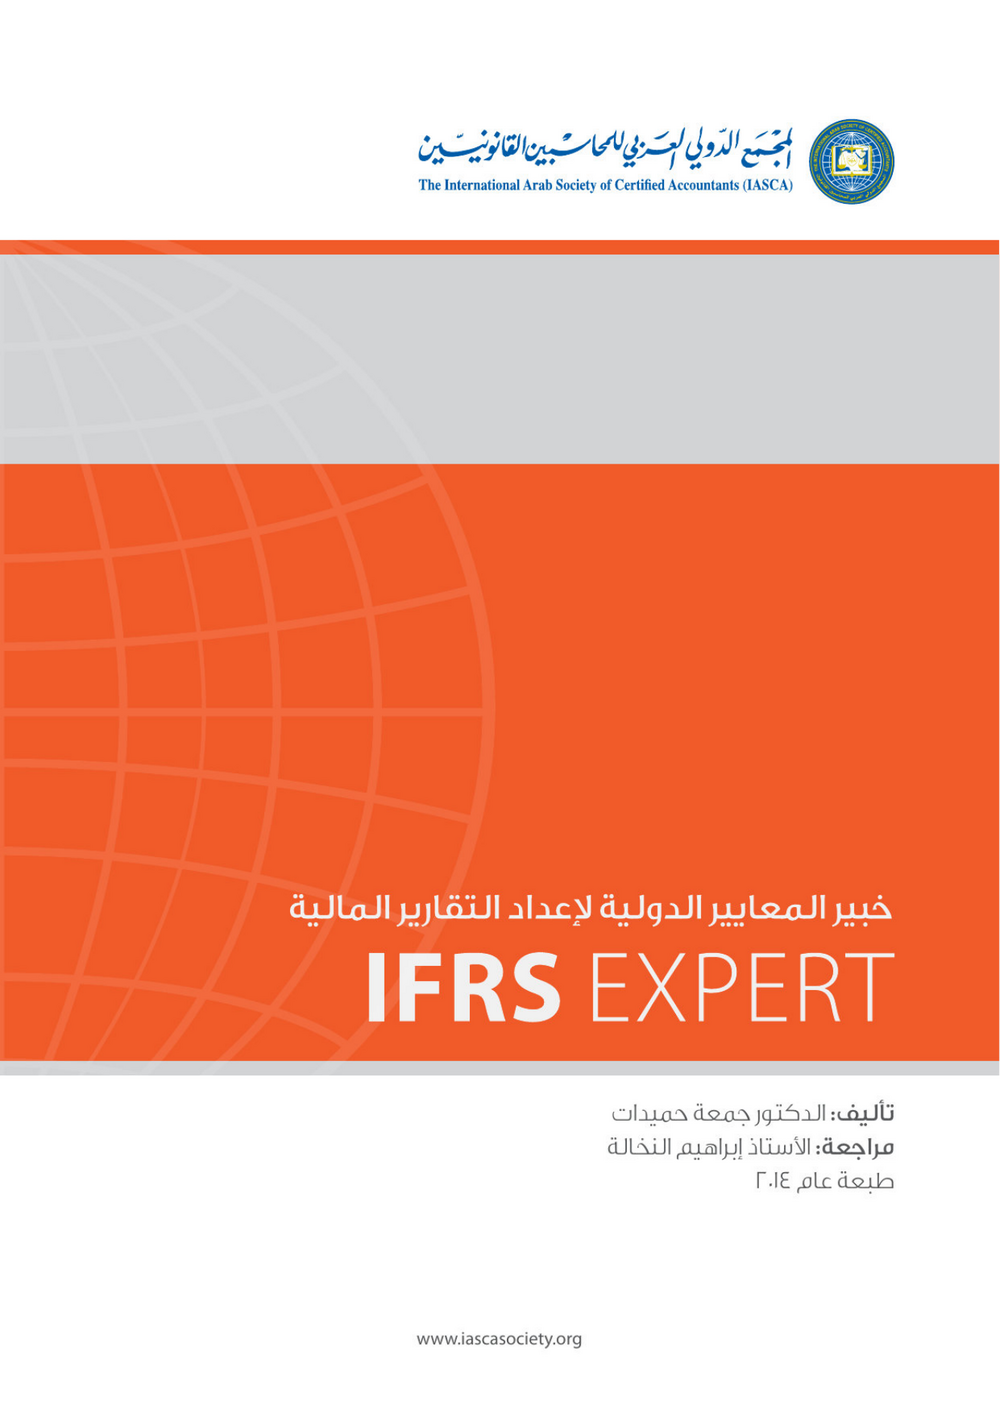 المجمع الدولي العربي للمحاسبين القانونيين
The International Arab Society of Certified Accountants (IASCA)
خبير المعايير الدولية لإعداد التقارير المالية
IFRS EXPERT
تأليف: الدكتور جمعة حميدات
مراجعة: الأستاذ إبراهيم النخالة
طبعة عام ٢٠١٤
www.iascasociety.org